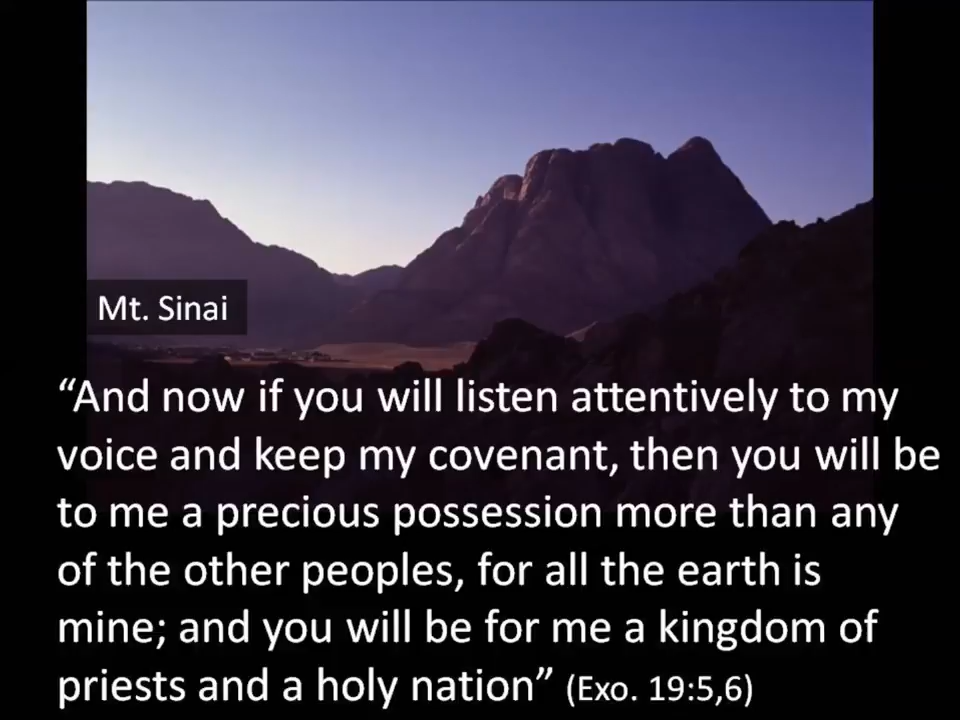 Mt. Sinai
“And now if you will listen attentively to my
voice and keep my covenant, then you will be
to me a precious possession more than any
of the other peoples, for all the earth is
mine; and you will be for me a kingdom of
priests and a holy nation” (Exo. 19:5,6)